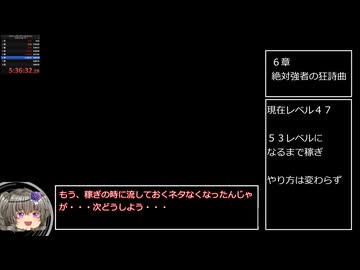 5:36:32
６章
絶対強者の狂詩曲
現在レベル４７
５３レベルに
なるまで稼ぎ
やり方は変わらず
もう、稼ぎの時に流しておくネタなくなったんじゃ
が・・・次どうしよう・・・